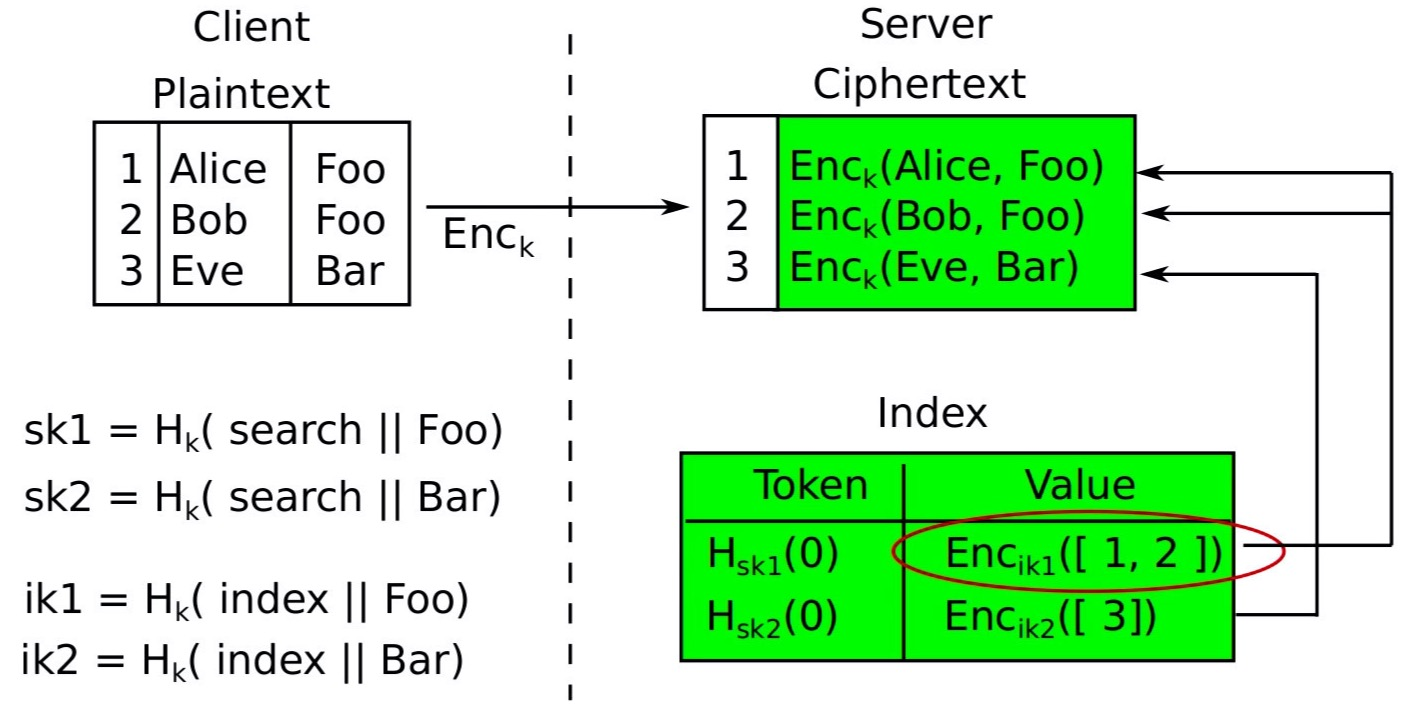 Client
Plaintext
1 Alice Foo
2 Bob Foo
3 Eve Bar
Enck
sk1 = Hk( search || Foo)
sk2 = Hk( search || Bar)
ik1 = Hk( index || Foo)
ik2 = Hk( index || Bar)
Server
Ciphertext
1 Enck(Alice, Foo)
2 Enck(Bob, Foo)
3 Enck(Eve, Bar)
Index
Token Value
Hsk1(0) Encik1([ 1, 2 ])
Hsk2(0) Encik2([ 3])